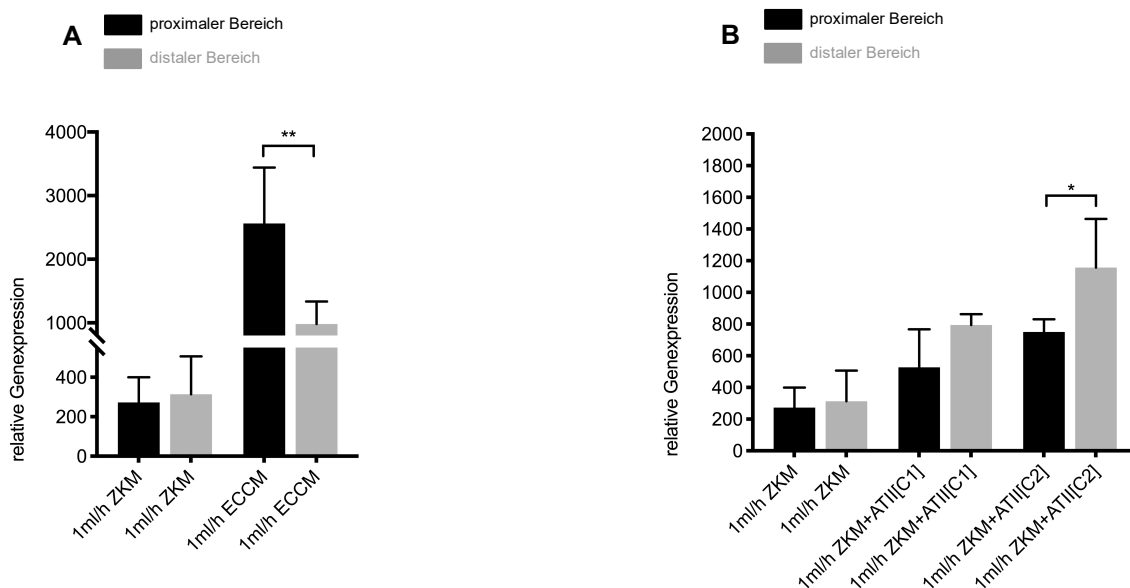 A
proximaler Bereich
distaler Bereich
relative Genexpression
4000
3000
2000
1000
400
200
0
**
1ml/h ZKM
1ml/h ZKM
1ml/h ECCM
1ml/h ECCM
B
proximaler Bereich
distaler Bereich
relative Genexpression
2000
1800
1600
1400
1200
1000
800
600
400
200
0
*
1ml/h ZKM
1ml/h ZKM
1ml/h ZKM+ATII[C1]
1ml/h ZKM+ATII[C1]
1ml/h ZKM+ATII[C2]
1ml/h ZKM+ATII[C2]